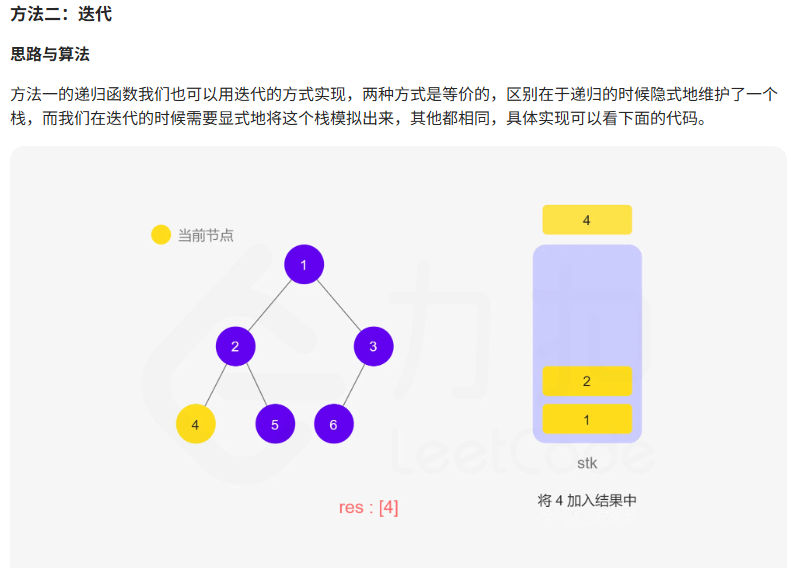 方法二：迭代
思路与算法
方法一的递归函数我们也可以用迭代的方式实现，两种方式是等价的，区别在于递归的时候隐式地维护了一个
栈，而我们在迭代的时候需要显式地将这个栈模拟出来，其他都相同，具体实现可以看下面的代码。
4
当前节点
1
2
3
2
4
5
6
1
力扣
LeetCode
stk
将 4 加入结果中
res : [4]